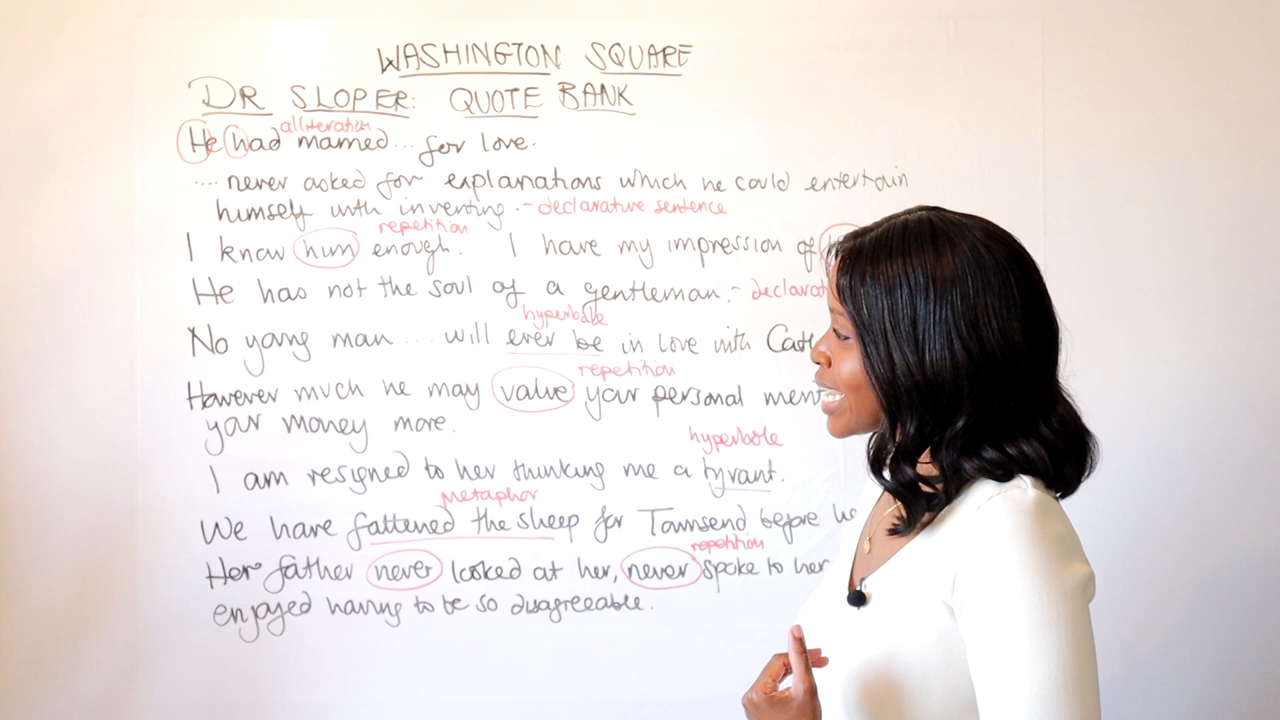 WASHINGTON SQUARE
DR SLOPER: QUOTE BANK
alliteration
He had married... for love.
.... never asked for explanations which he could entertain
himself with inventing. - declarative sentence
repetition
I know him enough. I have my impression of
He has not the soul of a gentleman. -
hyperbole
No young man ... will ever be in love with
repetition
However much he may value your personal
your money more.
hyperbole
I am resigned to her thinking me a tyrant.
metaphor
We have fattened the sheep for Townsend before
repetition
Her father never looked at her, never spoke to her
enjoyed having to be so disagreeable.